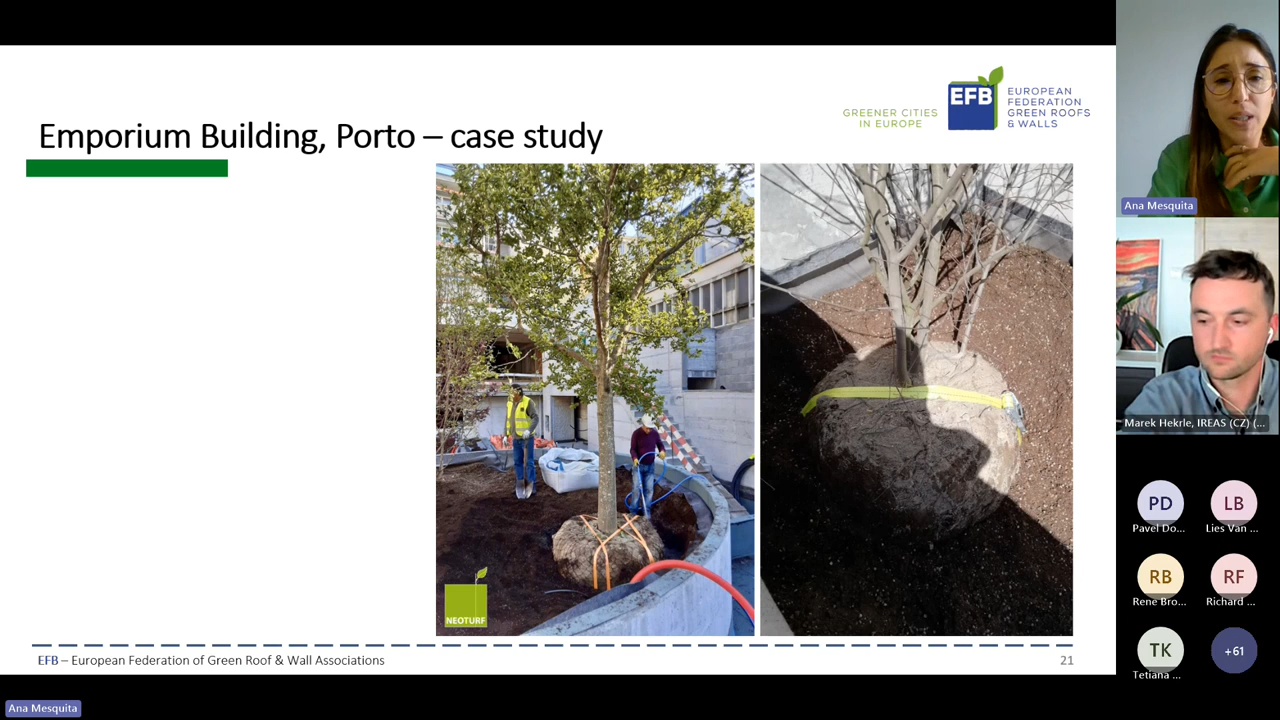 Emporium Building, Porto – case study
GREENER CITIES
IN EUROPE
EFB
EUROPEAN
FEDERATION
GREEN ROOFS
& WALLS
NEOTURF
EFB – European Federation of Green Roof & Wall Associations
21
Ana Mesquita
Marek Hekrle, IREAS (CZ) (...
PD
Pavel Do...
LB
Lies Van ...
RB
Rene Bro...
RF
Richard ...
TK
Tetiana ...
+61
Ana Mesquita